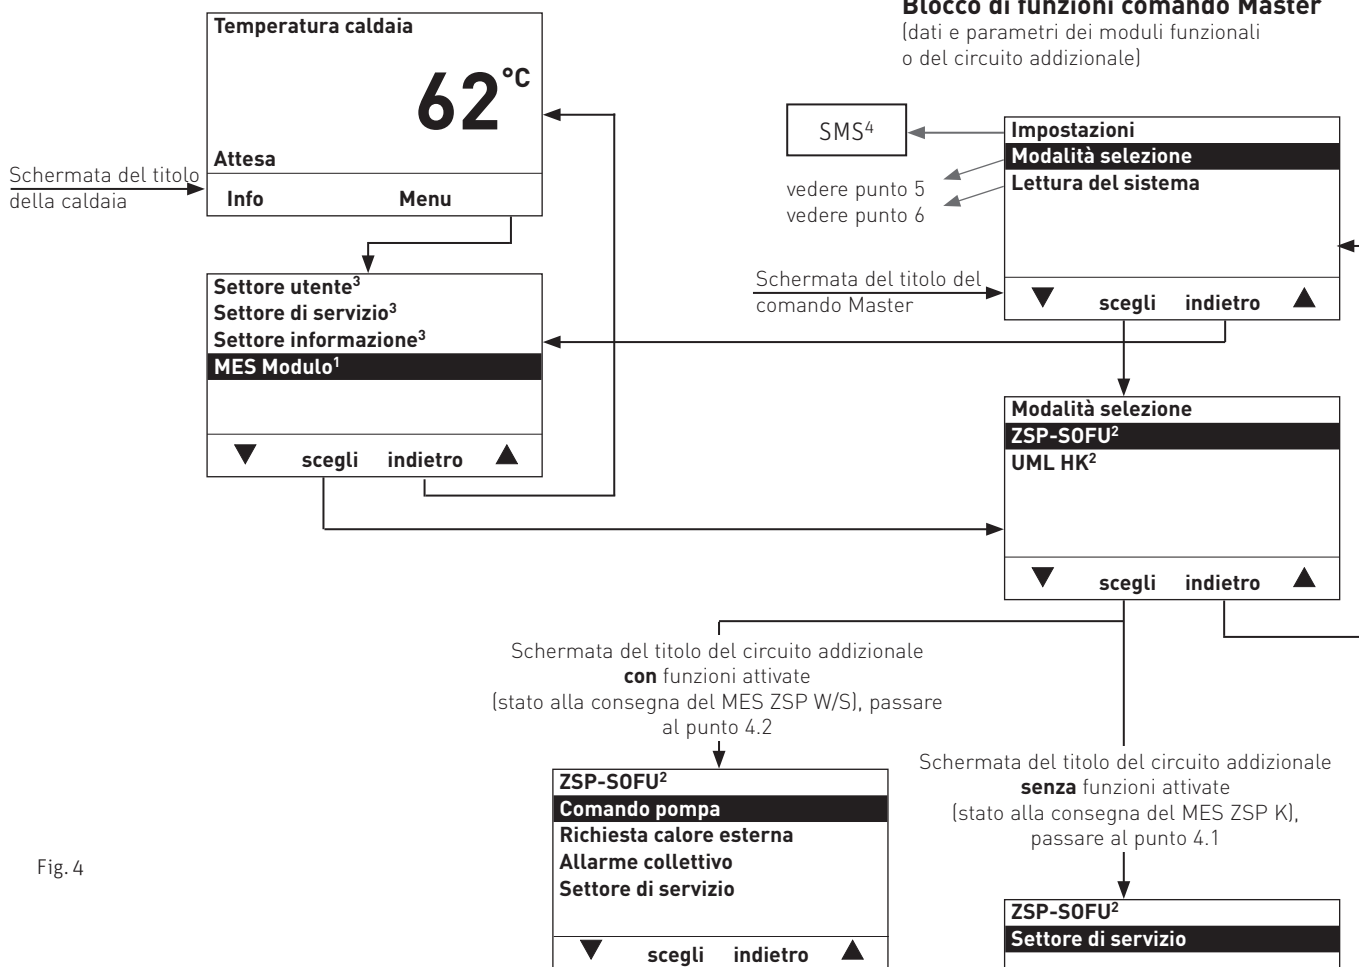 Blocco di funzioni comando Master
(dati e parametri dei moduli funzionali
o del circuito addizionale)
Temperatura caldaia
62°C
Attesa
Info Menu
Schermata del titolo
della caldaia
Settore utente³
Settore di servizio³
Settore informazione³
MES Modulo¹
▼ scegli indietro ▲
SMS⁴
vedere punto 5
vedere punto 6
Impostazioni
Modalità selezione
Lettura del sistema
▼ scegli indietro ▲
Schermata del titolo del
comando Master
Modalità selezione
ZSP-SOFU²
UML HK²
▼ scegli indietro ▲
Schermata del titolo del circuito addizionale
con funzioni attivate
(stato alla consegna del MES ZSP W/S), passare
al punto 4.2
ZSP-SOFU²
Comando pompa
Richiesta calore esterna
Allarme collettivo
Settore di servizio
▼ scegli indietro ▲
Schermata del titolo del circuito addizionale
senza funzioni attivate
(stato alla consegna del MES ZSP K),
passare al punto 4.1
ZSP-SOFU²
Settore di servizio
Fig. 4